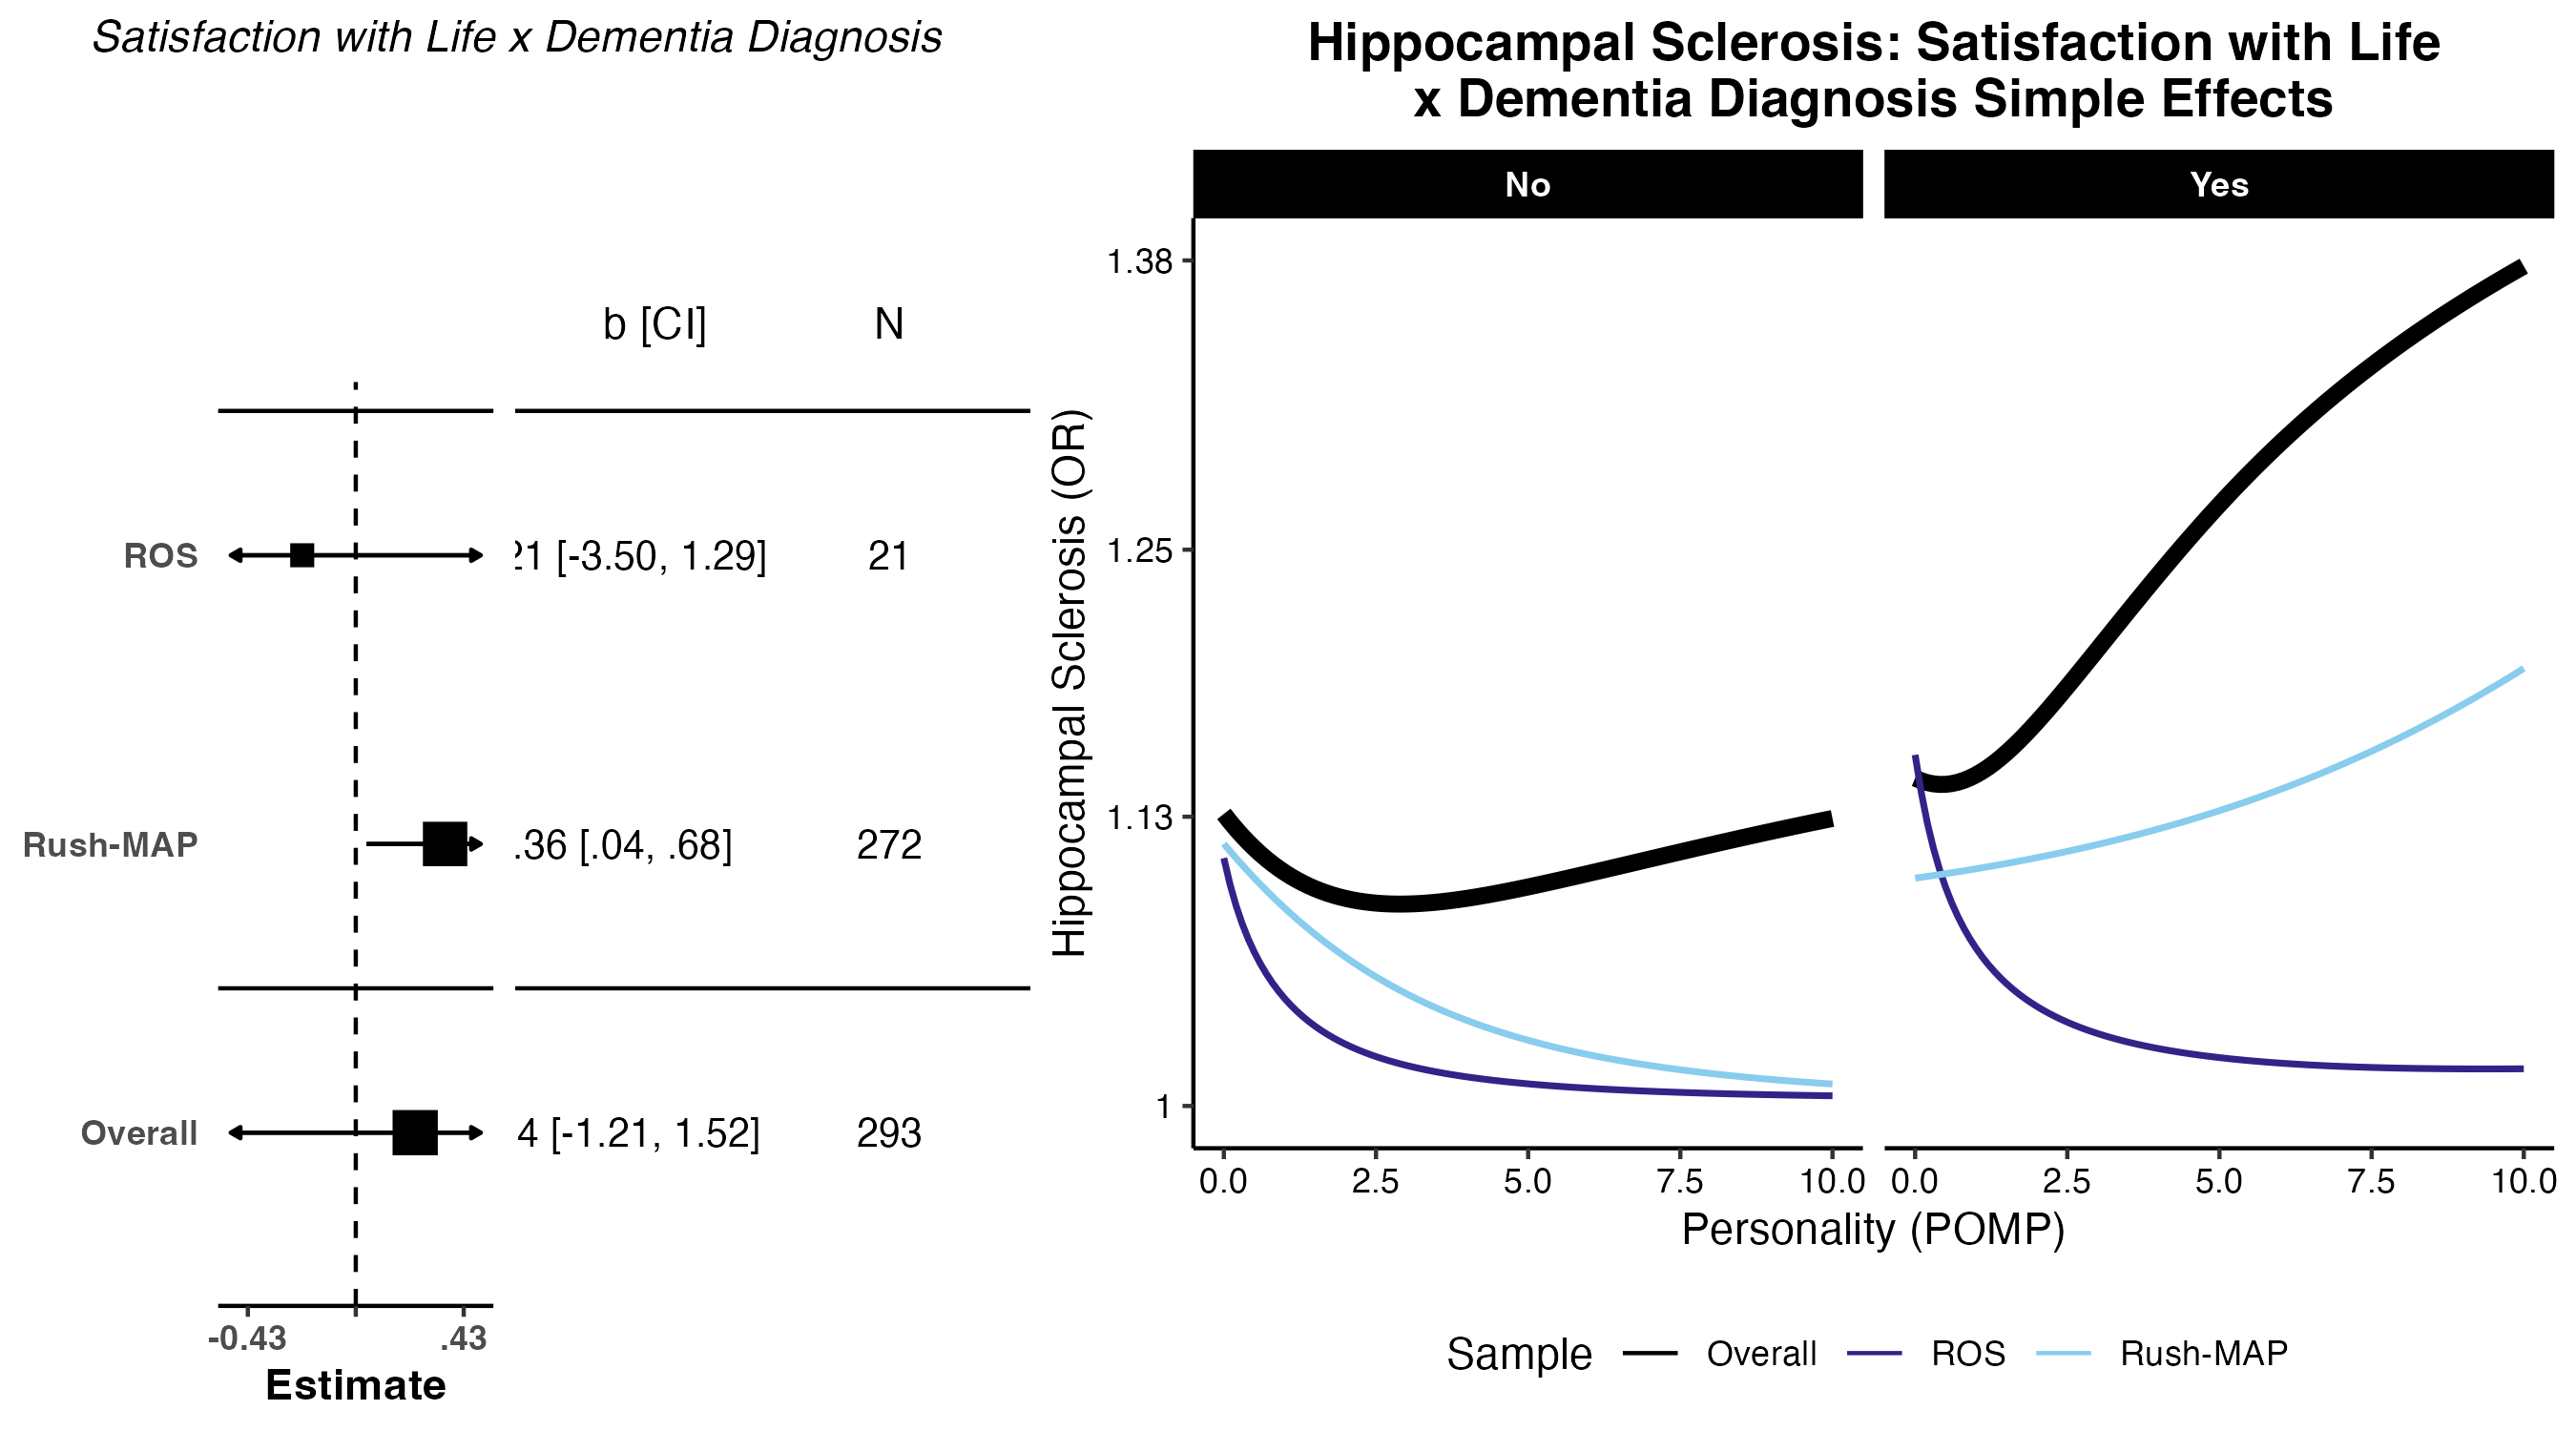 Satisfaction with Life x Dementia Diagnosis
b [CI] N
ROS 21 [-3.50, 1.29] 21
Rush-MAP .36 [.04, .68] 272
Overall 4 [-1.21, 1.52] 293
-0.43 .43
Estimate
Hippocampal Sclerosis: Satisfaction with Life
x Dementia Diagnosis Simple Effects
No Yes
Hippocampal Sclerosis (OR)
1.38
1.25
1.13
1
0.0 2.5 5.0 7.5 10.0 0.0 2.5 5.0 7.5 10.0
Personality (POMP)
Sample Overall ROS Rush-MAP